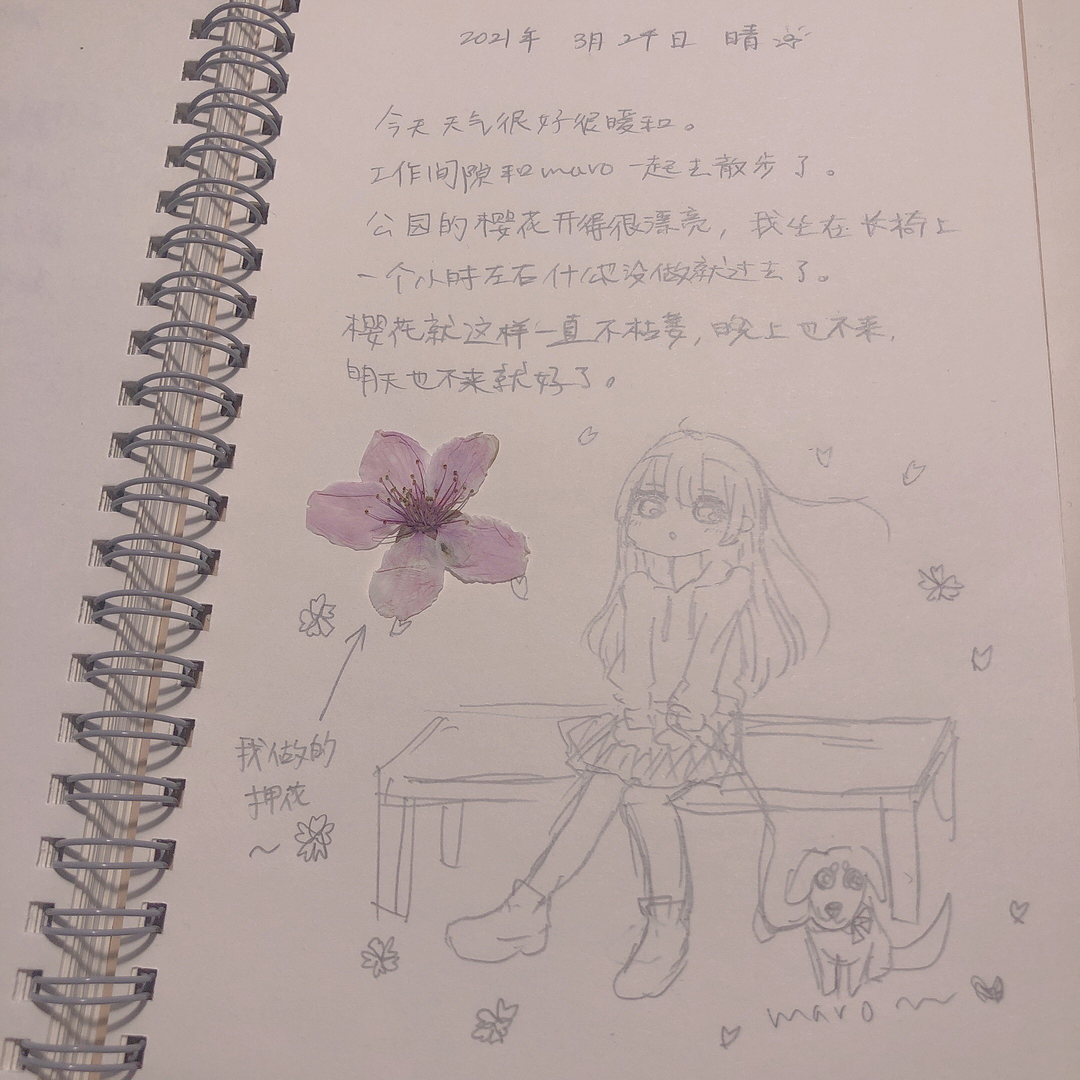 2021年 3月29日 晴
今天天气很好很暖和。
工作间隙和maro一起去散步了。
公园的樱花开得很漂亮，我坐在长椅上
一个小时左右什么也没做就过去了。
樱花就这样一直不枯萎，晚上也不来，
明天也不来就好了。
我做的
押花
～
maro～